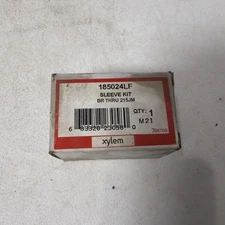 185024LF
SLEEVE KIT
BR THRU 215JM
QTY. 1
M21
xylem